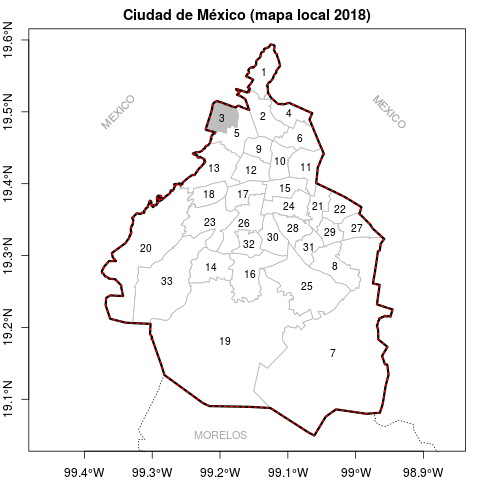 Ciudad de México (mapa local 2018)
19.6°N
19.5°N
19.4°N
19.3°N
19.2°N
19.1°N
MEXICO
MEXICO
1
2
4
3
5
6
9
10
11
13
12
15
18
17
24
21
22
23
26
28
29
27
30
32
31
20
14
16
8
33
25
19
7
MORELOS
99.4°W
99.3°W
99.2°W
99.1°W
99°W
98.9°W